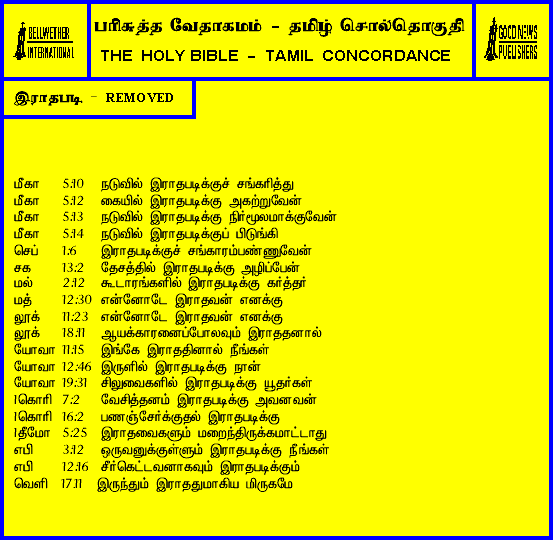 BELLWETHER
INTERNATIONAL
பரிசுத்த வேதாகமம் - தமிழ் சொல்தொகுதி
THE HOLY BIBLE - TAMIL CONCORDANCE
GOOD NEWS
PUBLISHERS
இராதபடி - REMOVED
மீகா 5:10 நடுவில் இராதபடிக்குச் சங்கரித்து
மீகா 5:12 கையில் இராதபடிக்கு அகற்றுவேன்
மீகா 5:13 நடுவில் இராதபடிக்கு நிர்மூலமாக்குவேன்
மீகா 5:14 நடுவில் இராதபடிக்குப் பிடுங்கி
செப் 1:6 இராதபடிக்குச் சங்காரம்பண்ணுவேன்
சக 13:2 தேசத்தில் இராதபடிக்கு அழிப்பேன்
மல் 2:12 கூடாரங்களில் இராதபடிக்கு கர்த்தர்
மத் 12:30 என்னோடே இராதவன் எனக்கு
லூக் 11:23 என்னோடே இராதவன் எனக்கு
லூக் 18:11 ஆயக்காரனைப்போலவும் இராததனால்
யோவா 11:15 இங்கே இராததினால் நீங்கள்
யோவா 12:46 இருளில் இராதபடிக்கு நான்
யோவா 19:31 சிலுவைகளில் இராதபடிக்கு யூதர்கள்
1கொரி 7:2 வேசித்தனம் இராதபடிக்கு அவனவன்
1கொரி 16:2 பணஞ்சேர்க்குதல் இராதபடிக்கு
1தீமோ 5:25 இராதவைகளும் மறைந்திருக்கமாட்டாது
எபி 3:12 ஒருவனுக்குள்ளும் இராதபடிக்கு நீங்கள்
எபி 12:16 சீர்கெட்டவனாகவும் இராதபடிக்கும்
வெளி 17:11 இருந்தும் இராததுமாகிய மிருகமே